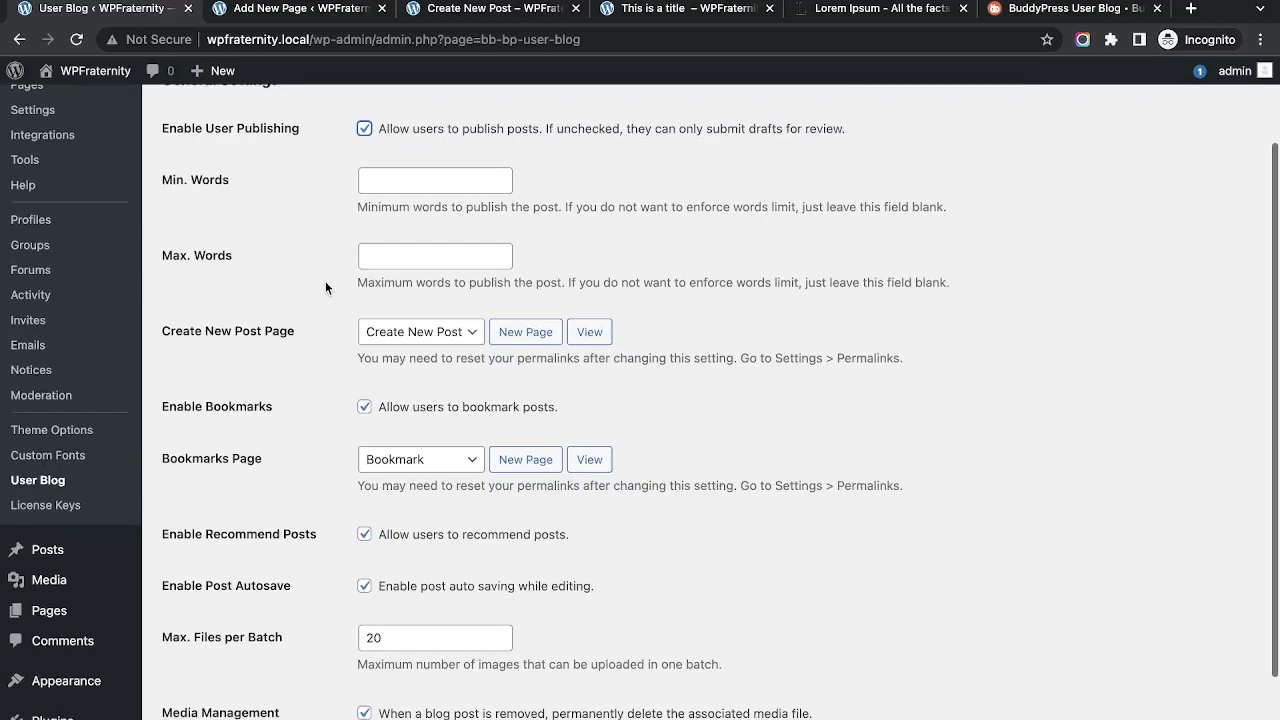 User Blog ‹ WPFraternity —
Add New Page ‹ WPFratern
Create New Post – WPFrate
This is a title – WPFraterni
Lorem Ipsum - All the facts
BuddyPress User Blog - Bu
Not Secure
wpfraternity.local/wp-admin/admin.php?page=bb-bp-user-blog
Incognito
WPFraternity
0
New
1
admin
Pages
Settings
Integrations
Tools
Help
Profiles
Groups
Forums
Activity
Invites
Emails
Notices
Moderation
Theme Options
Custom Fonts
User Blog
License Keys
Posts
Media
Pages
Comments
Appearance
Plugins
General Settings
Enable User Publishing
Allow users to publish posts. If unchecked, they can only submit drafts for review.
Min. Words
Minimum words to publish the post. If you do not want to enforce words limit, just leave this field blank.
Max. Words
Maximum words to publish the post. If you do not want to enforce words limit, just leave this field blank.
Create New Post Page
Create New Post
New Page
View
You may need to reset your permalinks after changing this setting. Go to Settings > Permalinks.
Enable Bookmarks
Allow users to bookmark posts.
Bookmarks Page
Bookmark
New Page
View
You may need to reset your permalinks after changing this setting. Go to Settings > Permalinks.
Enable Recommend Posts
Allow users to recommend posts.
Enable Post Autosave
Enable post auto saving while editing.
Max. Files per Batch
20
Maximum number of images that can be uploaded in one batch.
Media Management
When a blog post is removed, permanently delete the associated media file.